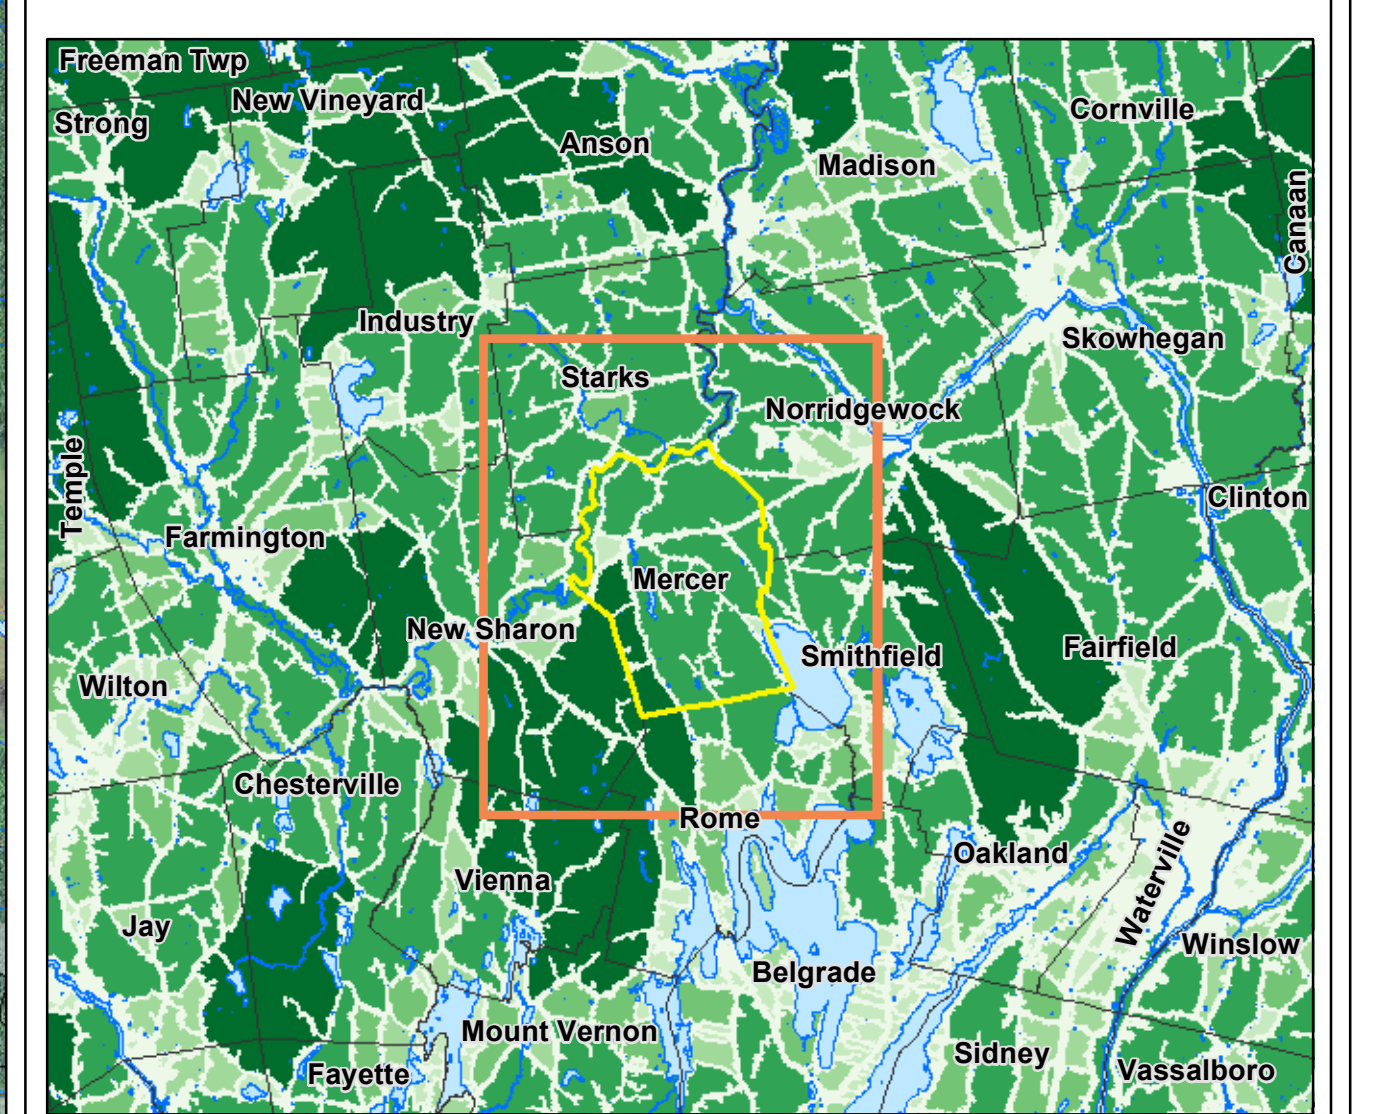 Freeman Twp
New Vineyard
Strong
Cornville
Anson
Madison
Canaan
Industry
Skowhegan
Starks
Norridgewock
Temple
Clinton
Farmington
Mercer
New Sharon
Smithfield
Fairfield
Wilton
Chesterville
Rome
Oakland
Waterville
Vienna
Jay
Winslow
Belgrade
Mount Vernon
Sidney
Fayette
Vassalboro